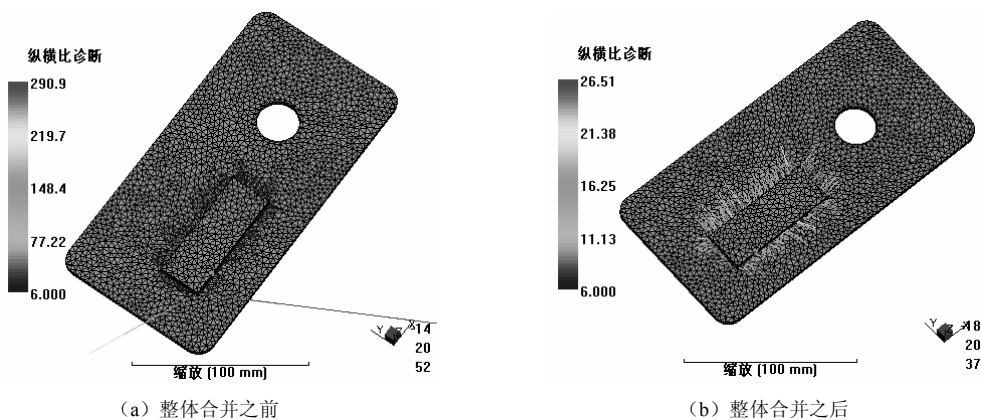 纵横比诊断
290.9
219.7
148.4
77.22
6.000
Y
X
14
20
52
缩放 (100 mm)
(a)整体合并之前
纵横比诊断
26.51
21.38
16.25
11.13
6.000
Y
X
18
20
37
缩放 (100 mm)
(b)整体合并之后